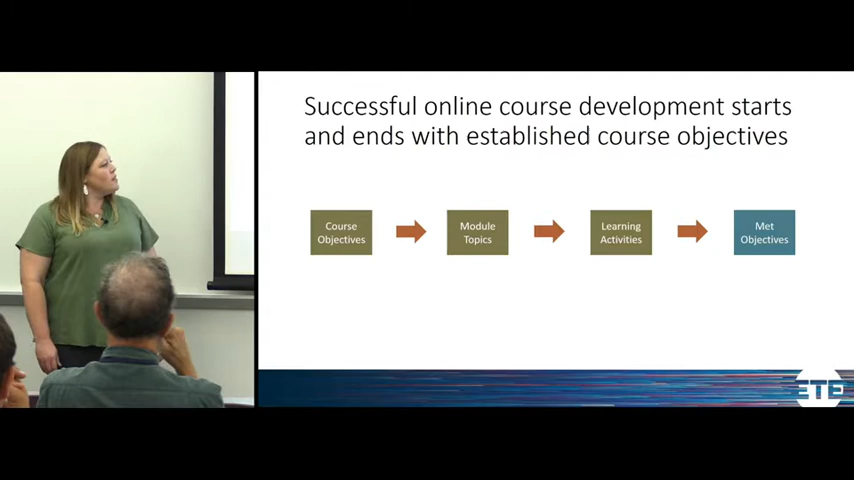 Successful online course development starts
and ends with established course objectives
Course
Objectives
Module
Topics
Learning
Activities
Met
Objectives
ETE